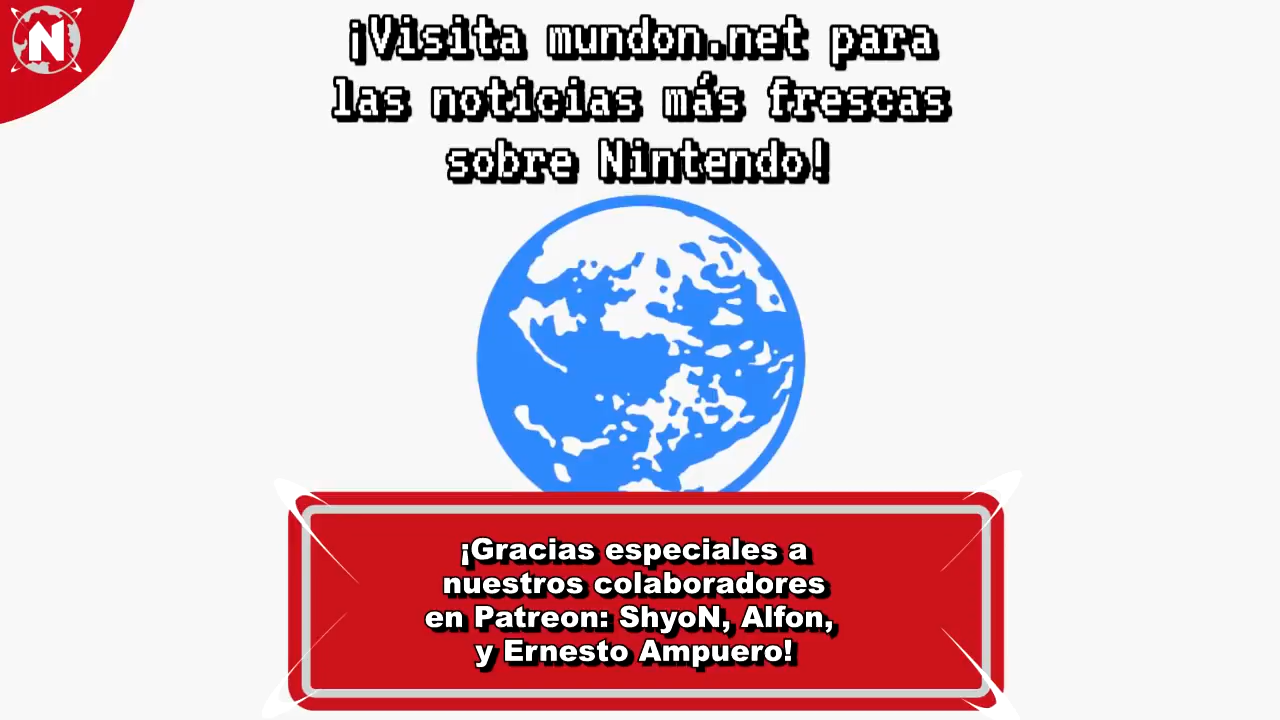 N
¡Visita mundon.net para
las noticias más frescas
sobre Nintendo!
¡Gracias especiales a
nuestros colaboradores
en Patreon: ShyoN, Alfon,
y Ernesto Ampuero!